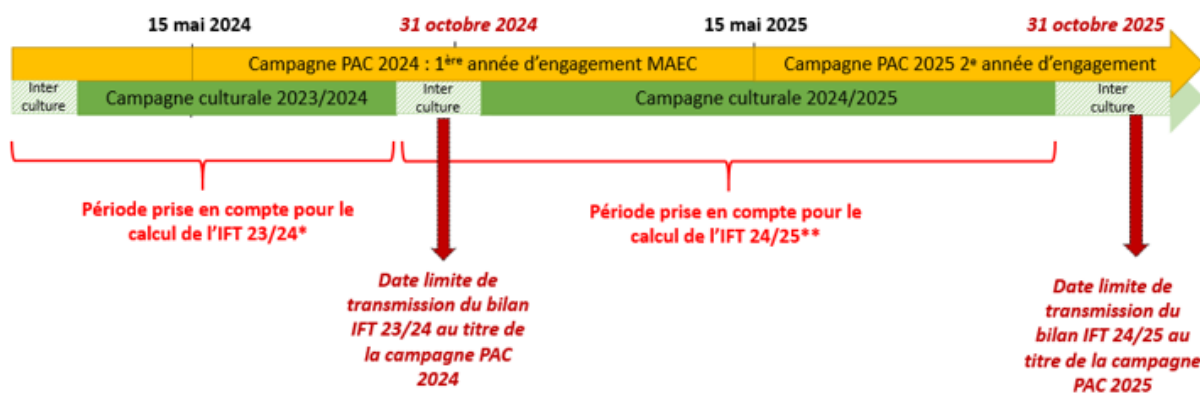 15 mai 2024
31 octobre 2024
15 mai 2025
31 octobre 2025
Campagne PAC 2024 : 1ère année d'engagement MAEC
Campagne PAC 2025 2e année d'engagement
Inter
culture
Campagne culturale 2023/2024
Inter
culture
Campagne culturale 2024/2025
Inter
culture
Période prise en compte pour le
calcul de l'IFT 23/24*
Période prise en compte pour le
calcul de l'IFT 24/25**
Date limite de
transmission du bilan
IFT 23/24 au titre de
la campagne PAC
2024
Date limite de
transmission du
bilan IFT 24/25 au
titre de la campagne
PAC 2025